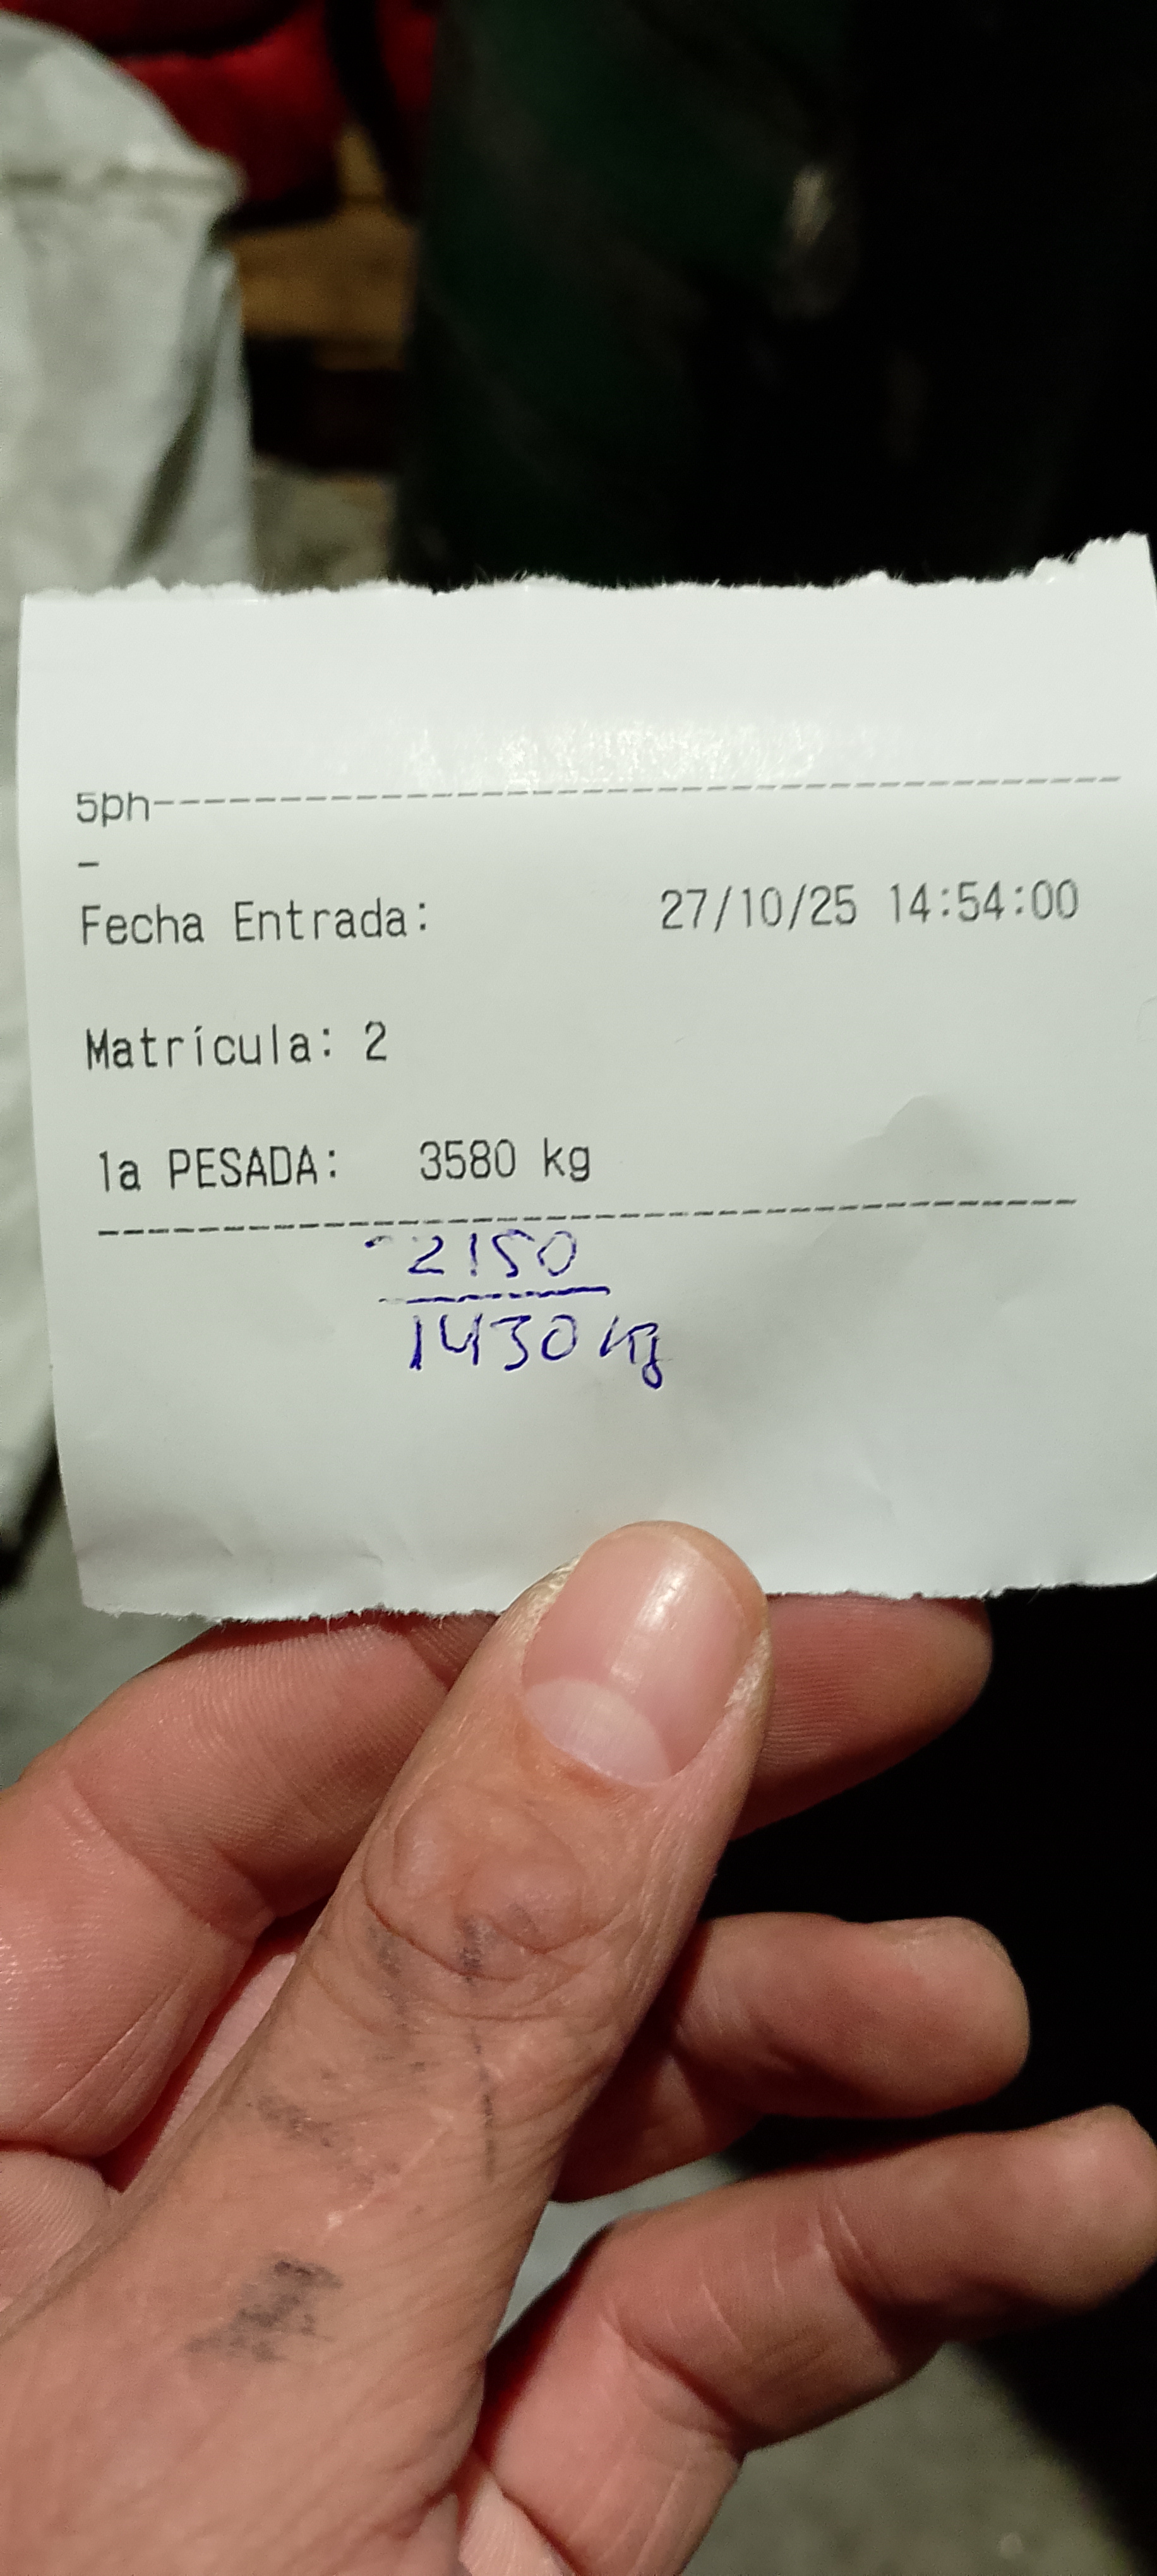 5ph------------------------------------------
-
Fecha Entrada: 27/10/25 14:54:00
Matrícula: 2
1a PESADA: 3580 kg
--------------------------------------------
-2150
1430 kg